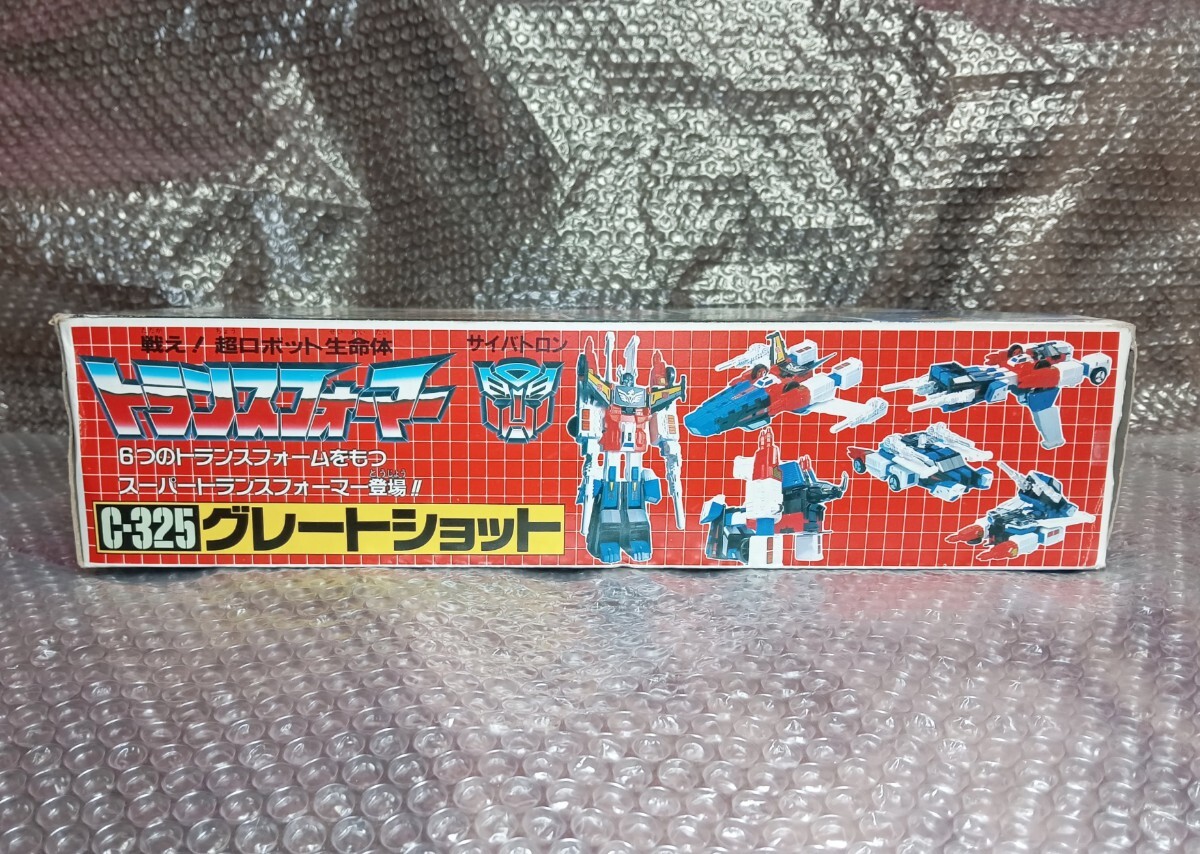 戦え!超ロボット生命体
トランスフォーマー
サイバトロン
6つのトランスフォームをもつ
スーパートランスフォーマー登場!!
C-325 グレートショット